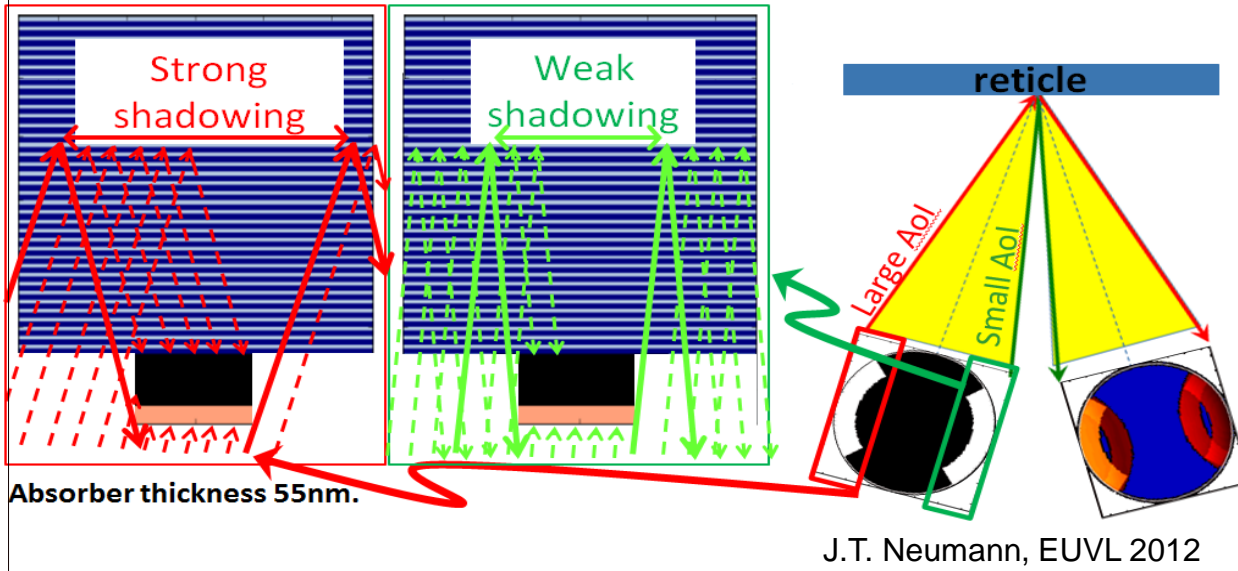 Strong
shadowing
Weak
shadowing
reticle
Large AoI
Small AoI
Absorber thickness 55nm.
J.T. Neumann, EUVL 2012